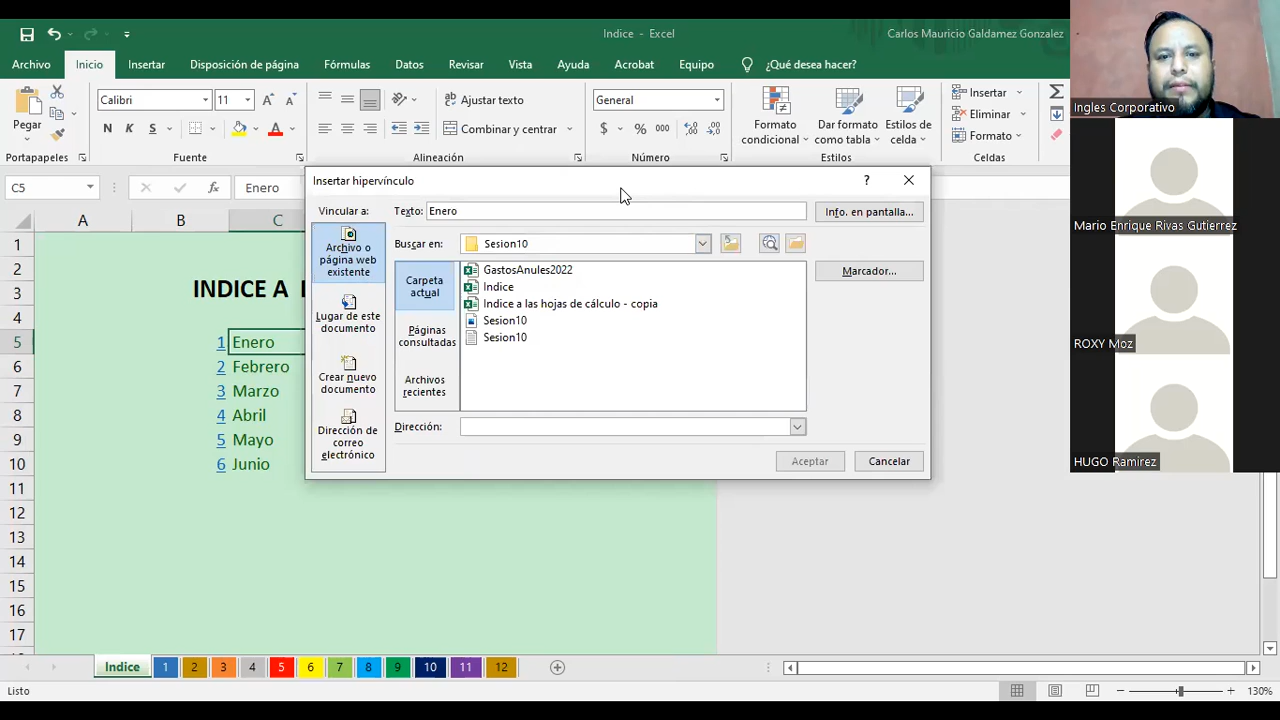 Indice - Excel
Carlos Mauricio Galdamez Gonzalez
Archivo Inicio Insertar Disposición de página Fórmulas Datos Revisar Vista Ayuda Acrobat Equipo ¿Qué desea hacer?
Pegar
Portapapeles
Calibri 11
N K S
Fuente
Ajustar texto
Combinar y centrar
Alineación
General
$ % 000
Número
Formato condicional
Dar formato como tabla
Estilos de celda
Estilos
Insertar
Eliminar
Formato
Celdas
C5
Enero
A B C
Insertar hipervínculo
Vincular a:
Archivo o página web existente
Lugar de este documento
Crear nuevo documento
Dirección de correo electrónico
Texto: Enero
Info. en pantalla...
Buscar en: Sesion10
Carpeta actual
Páginas consultadas
Archivos recientes
GastosAnules2022
Indice
Indice a las hojas de cálculo - copia
Sesion10
Sesion10
Marcador...
Dirección:
Aceptar Cancelar
1
2
3 INDICE A
4
5 1 Enero
6 2 Febrero
7 3 Marzo
8 4 Abril
9 5 Mayo
10 6 Junio
11
12
13
14
15
16
17
Indice 1 2 3 4 5 6 7 8 9 10 11 12
Listo
130%
Ingles Corporativo
Mario Enrique Rivas Gutierrez
ROXY Moz
HUGO Ramirez